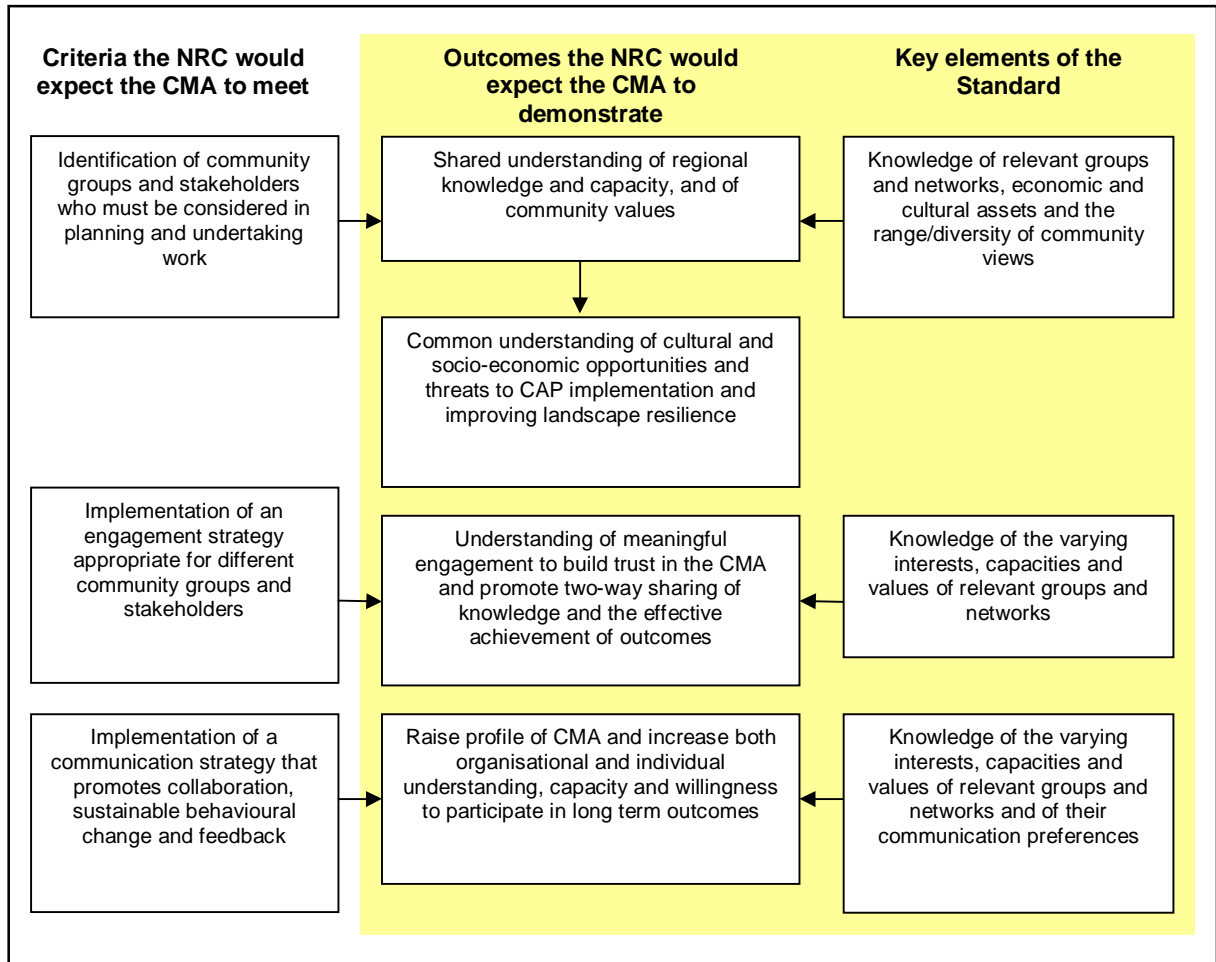 Criteria the NRC would
expect the CMA to meet
Outcomes the NRC would
expect the CMA to
demonstrate
Key elements of the
Standard
Identification of community
groups and stakeholders
who must be considered in
planning and undertaking
work
Shared understanding of regional
knowledge and capacity, and of
community values
Knowledge of relevant groups
and networks, economic and
cultural assets and the
range/diversity of community
views
Common understanding of cultural and
socio-economic opportunities and
threats to CAP implementation and
improving landscape resilience
Implementation of an
engagement strategy
appropriate for different
community groups and
stakeholders
Understanding of meaningful
engagement to build trust in the CMA
and promote two-way sharing of
knowledge and the effective
achievement of outcomes
Knowledge of the varying
interests, capacities and
values of relevant groups and
networks
Implementation of a
communication strategy that
promotes collaboration,
sustainable behavioural
change and feedback
Raise profile of CMA and increase both
organisational and individual
understanding, capacity and willingness
to participate in long term outcomes
Knowledge of the varying
interests, capacities and
values of relevant groups and
networks and of their
communication preferences